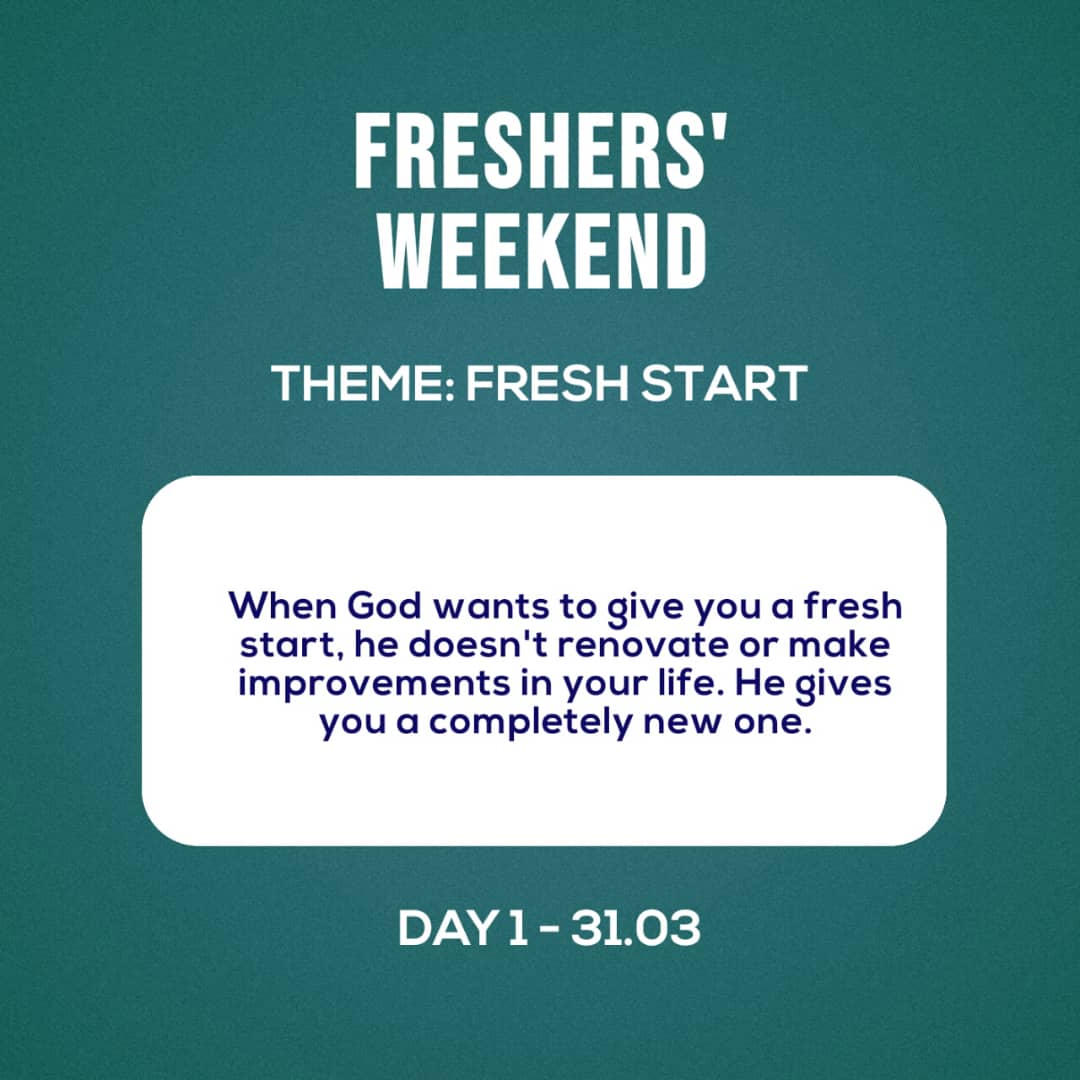 FRESHERS'
WEEKEND
THEME: FRESH START
When God wants to give you a fresh
start, he doesn't renovate or make
improvements in your life. He gives
you a completely new one.
DAY 1 - 31.03